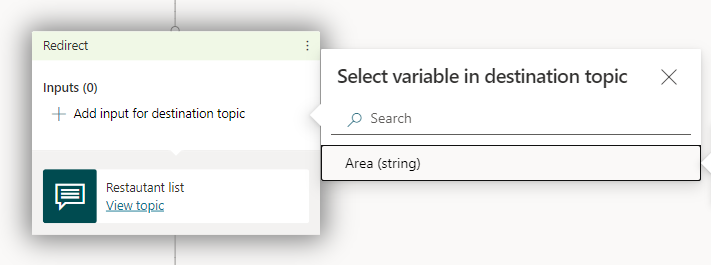 Redirect
Inputs (0)
Add input for destination topic
Restautant list
View topic
Select variable in destination topic
Search
Area (string)